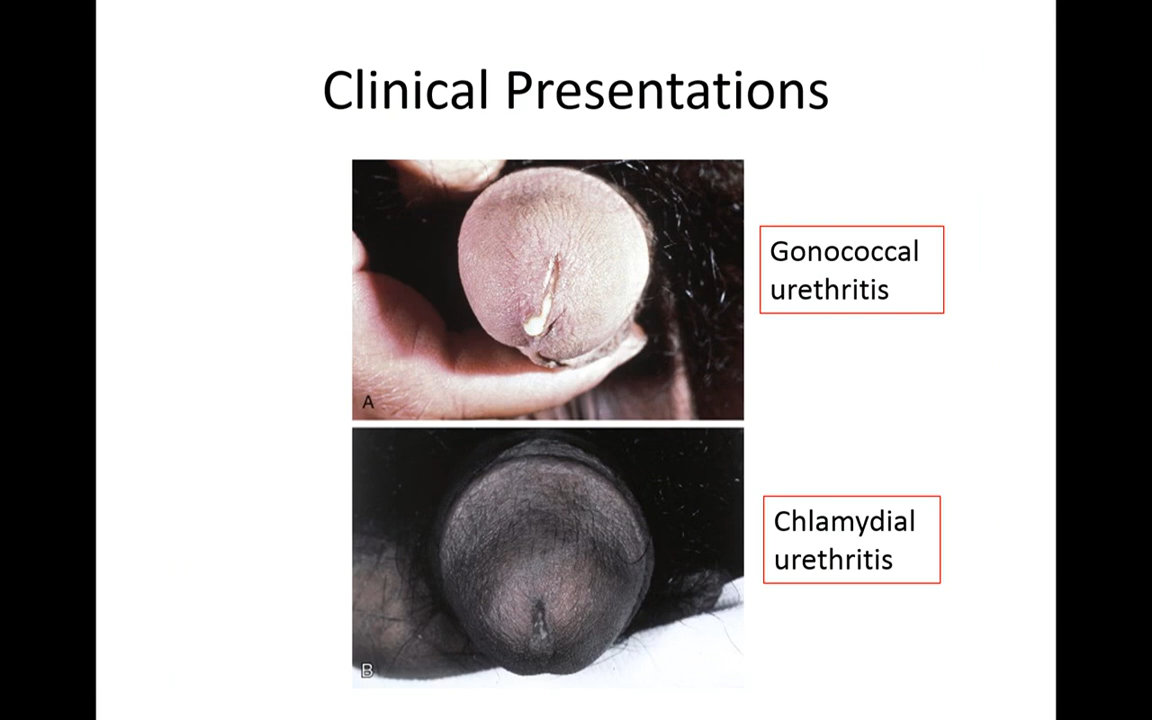 Clinical Presentations
Gonococcal
urethritis
A
Chlamydial
urethritis
B